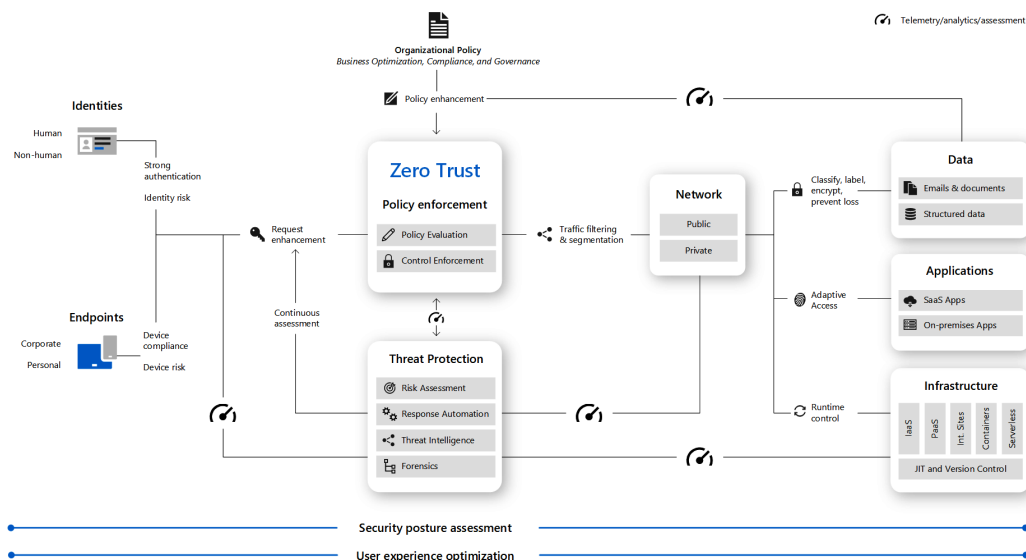 Telemetry/analytics/assessment
Organizational Policy
Business Optimization, Compliance, and Governance
Policy enhancement
Identities
Human
Non-human
Strong
authentication
Identity risk
Request
enhancement
Zero Trust
Policy enforcement
Policy Evaluation
Control Enforcement
Traffic filtering
& segmentation
Network
Public
Private
Classify, label,
encrypt,
prevent loss
Data
Emails & documents
Structured data
Adaptive
Access
Applications
SaaS Apps
On-premises Apps
Continuous
assessment
Endpoints
Corporate
Personal
Device
compliance
Device risk
Threat Protection
Risk Assessment
Response Automation
Threat Intelligence
Forensics
Runtime
control
Infrastructure
IaaS
PaaS
Int. Sites
Containers
Serverless
JIT and Version Control
Security posture assessment
User experience optimization